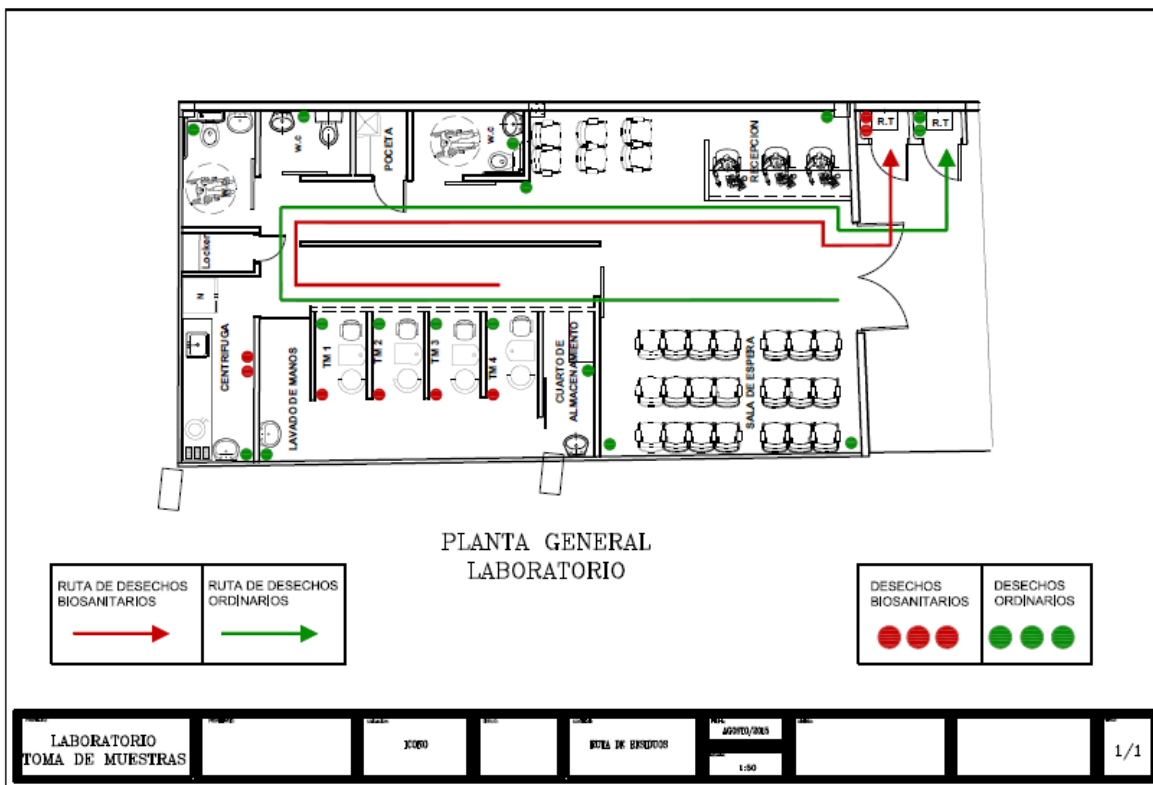 w.c
POCETA
w.c
RECEPCION
R.T
R.T
Locker
N
CENTRIFUGA
LAVADO DE MANOS
TM 1
TM 2
TM 3
TM 4
CUARTO DE
ALMACENAMIENTO
SALA DE ESPERA
PLANTA GENERAL
LABORATORIO
RUTA DE DESECHOS
BIOSANITARIOS
RUTA DE DESECHOS
ORDINARIOS
DESECHOS
BIOSANITARIOS
DESECHOS
ORDINARIOS
LABORATORIO
TOMA DE MUESTRAS
ICONO
RUTA DE RESIDUOS
AGOSTO/2015
1:50
1/1